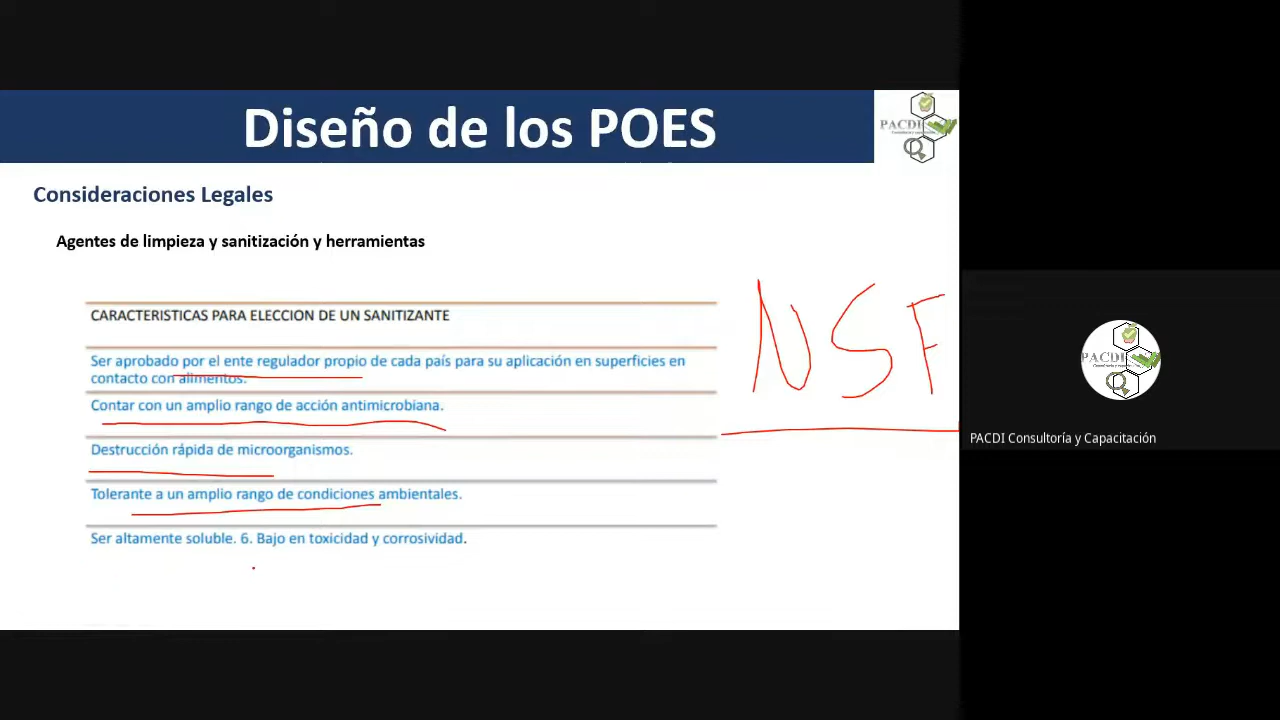 Diseño de los POES
PACDI
Consideraciones Legales
Agentes de limpieza y sanitización y herramientas
CARACTERISTICAS PARA ELECCION DE UN SANITIZANTE
Ser aprobado por el ente regulador propio de cada país para su aplicación en superficies en
contacto con alimentos.
Contar con un amplio rango de acción antimicrobiana.
Destrucción rápida de microorganismos.
Tolerante a un amplio rango de condiciones ambientales.
Ser altamente soluble. 6. Bajo en toxicidad y corrosividad.
NSF
PACDI
PACDI Consultoría y Capacitación